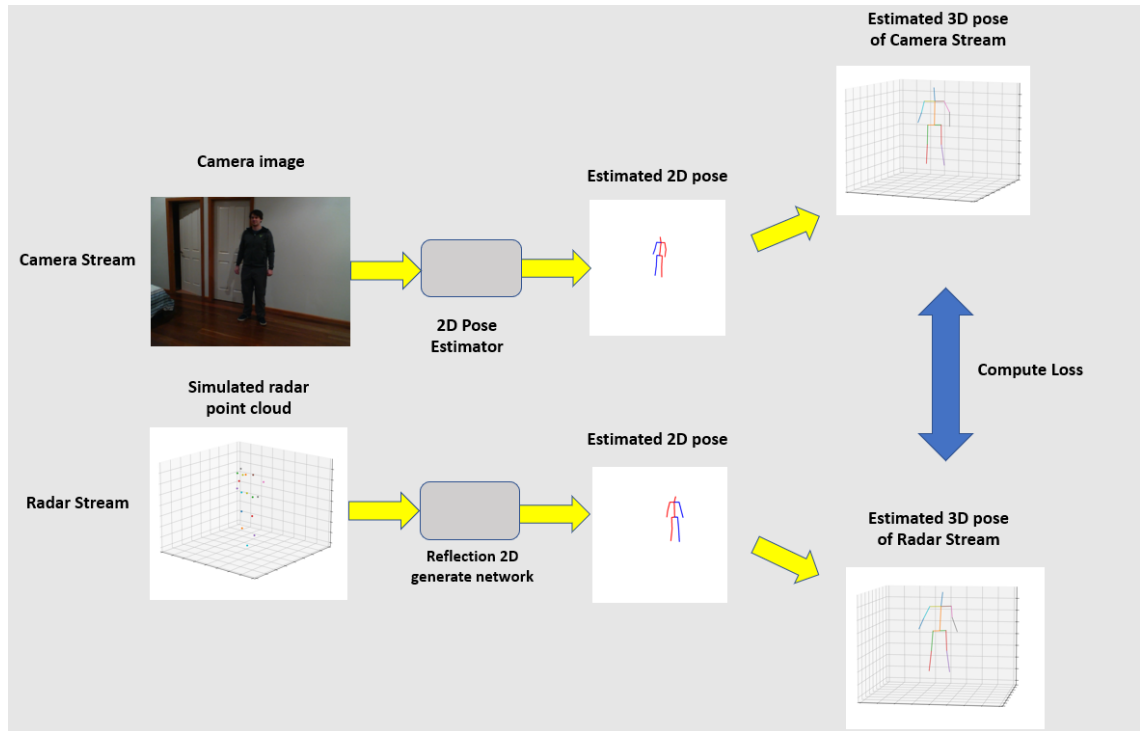 Estimated 3D pose
of Camera Stream
Camera image
Estimated 2D pose
Camera Stream
2D Pose
Estimator
Compute Loss
Simulated radar
point cloud
Estimated 2D pose
Radar Stream
Reflection 2D
generate network
Estimated 3D pose
of Radar Stream